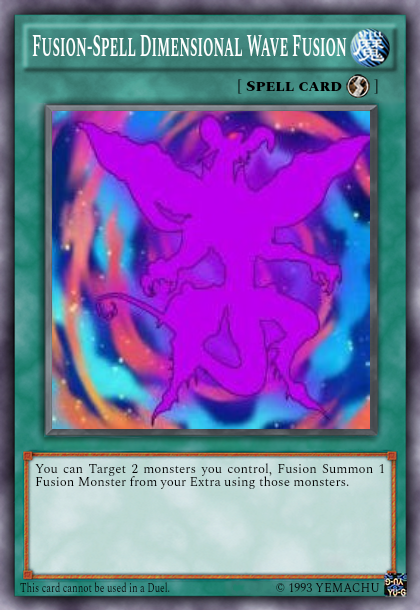 Fusion-Spell Dimensional Wave Fusion
魔
[ SPELL CARD ]
You can Target 2 monsters you control, Fusion Summon 1
Fusion Monster from your Extra using those monsters.
This card cannot be used in a Duel.
© 1993 YEMACHU